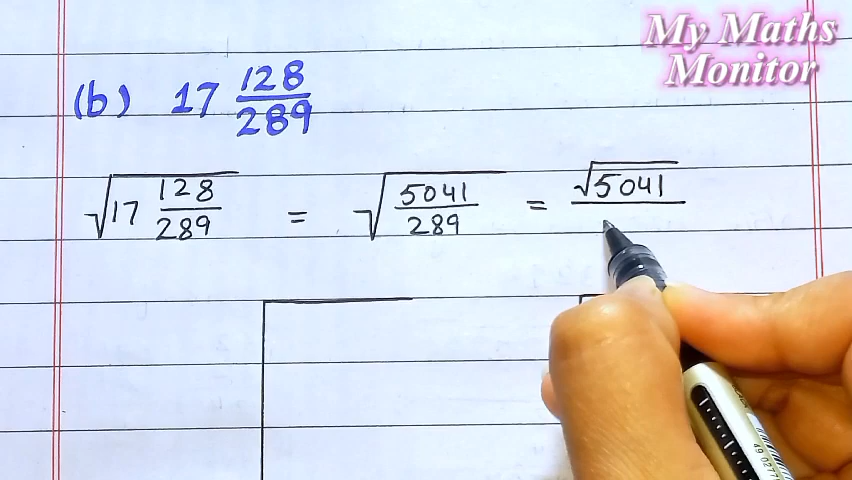 My Maths
Monitor
(b) 17 128/289
√17 128/289 = √5041/289 = √5041